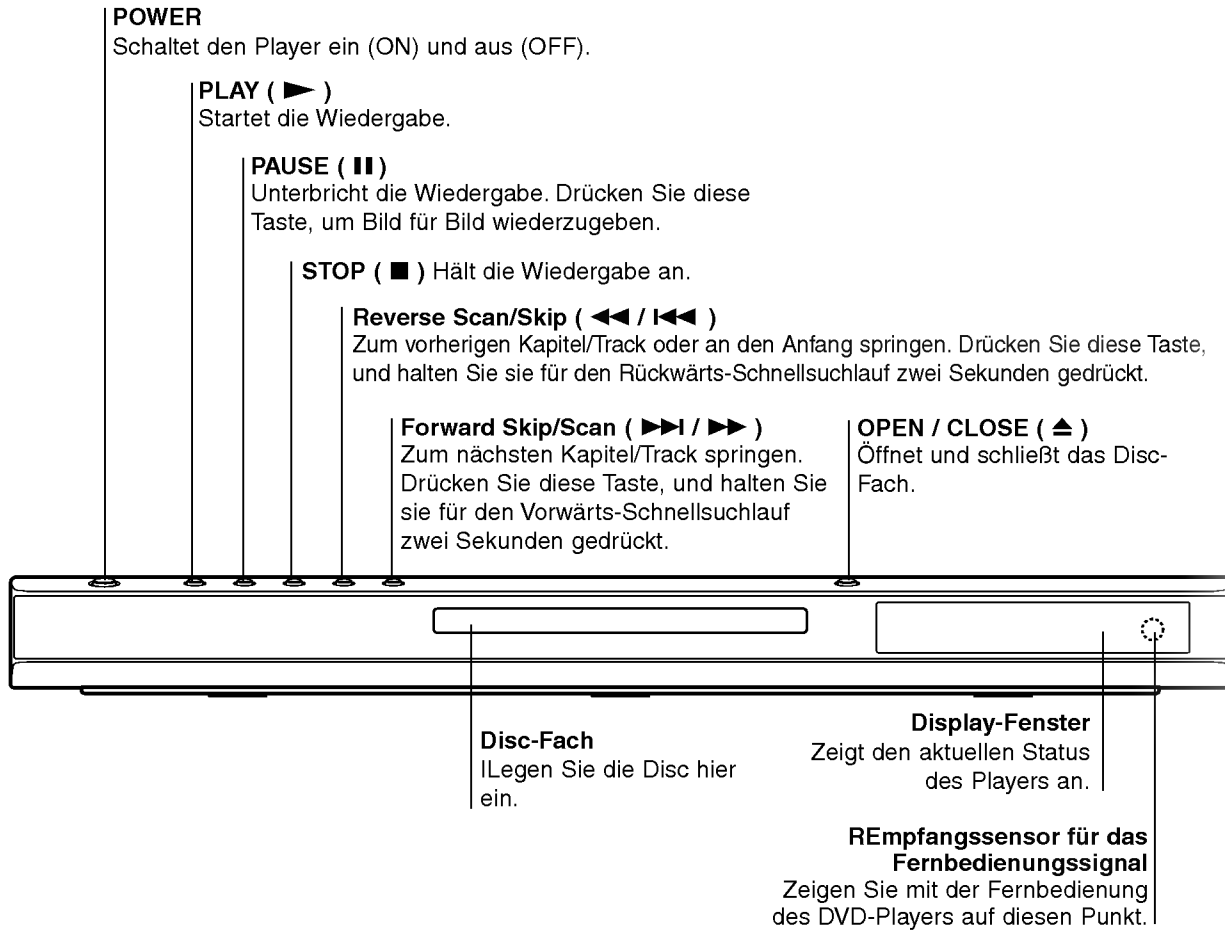 POWER
Schaltet den Player ein (ON) und aus (OFF).
PLAY ( ► )
Startet die Wiedergabe.
PAUSE ( ❚❚ )
Unterbricht die Wiedergabe. Drücken Sie diese
Taste, um Bild für Bild wiederzugeben.
STOP ( ■ ) Hält die Wiedergabe an.
Reverse Scan/Skip ( ◄◄ / I◄◄ )
Zum vorherigen Kapitel/Track oder an den Anfang springen. Drücken Sie diese Taste,
und halten Sie sie für den Rückwärts-Schnellsuchlauf zwei Sekunden gedrückt.
Forward Skip/Scan ( ►►I / ►► )
Zum nächsten Kapitel/Track springen.
Drücken Sie diese Taste, und halten Sie
sie für den Vorwärts-Schnellsuchlauf
zwei Sekunden gedrückt.
OPEN / CLOSE ( ⏏ )
Öffnet und schließt das Disc-
Fach.
Disc-Fach
ILegen Sie die Disc hier
ein.
Display-Fenster
Zeigt den aktuellen Status
des Players an.
REmpfangssensor für das
Fernbedienungssignal
Zeigen Sie mit der Fernbedienung
des DVD-Players auf diesen Punkt.